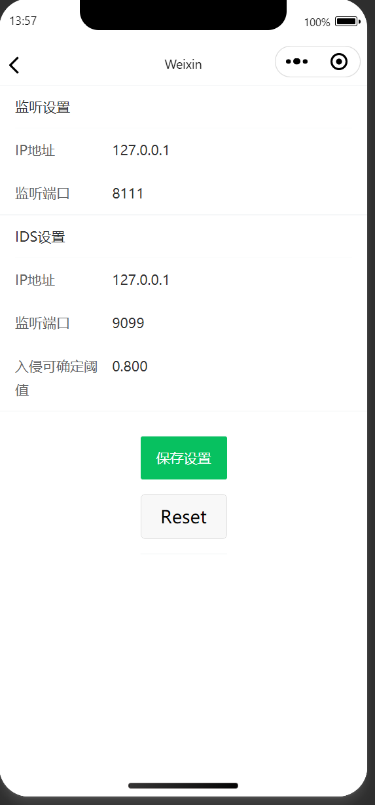 13:57
100%
Weixin
监听设置
IP地址 127.0.0.1
监听端口 8111
IDS设置
IP地址 127.0.0.1
监听端口 9099
入侵可确定阈 0.800
值
保存设置
Reset